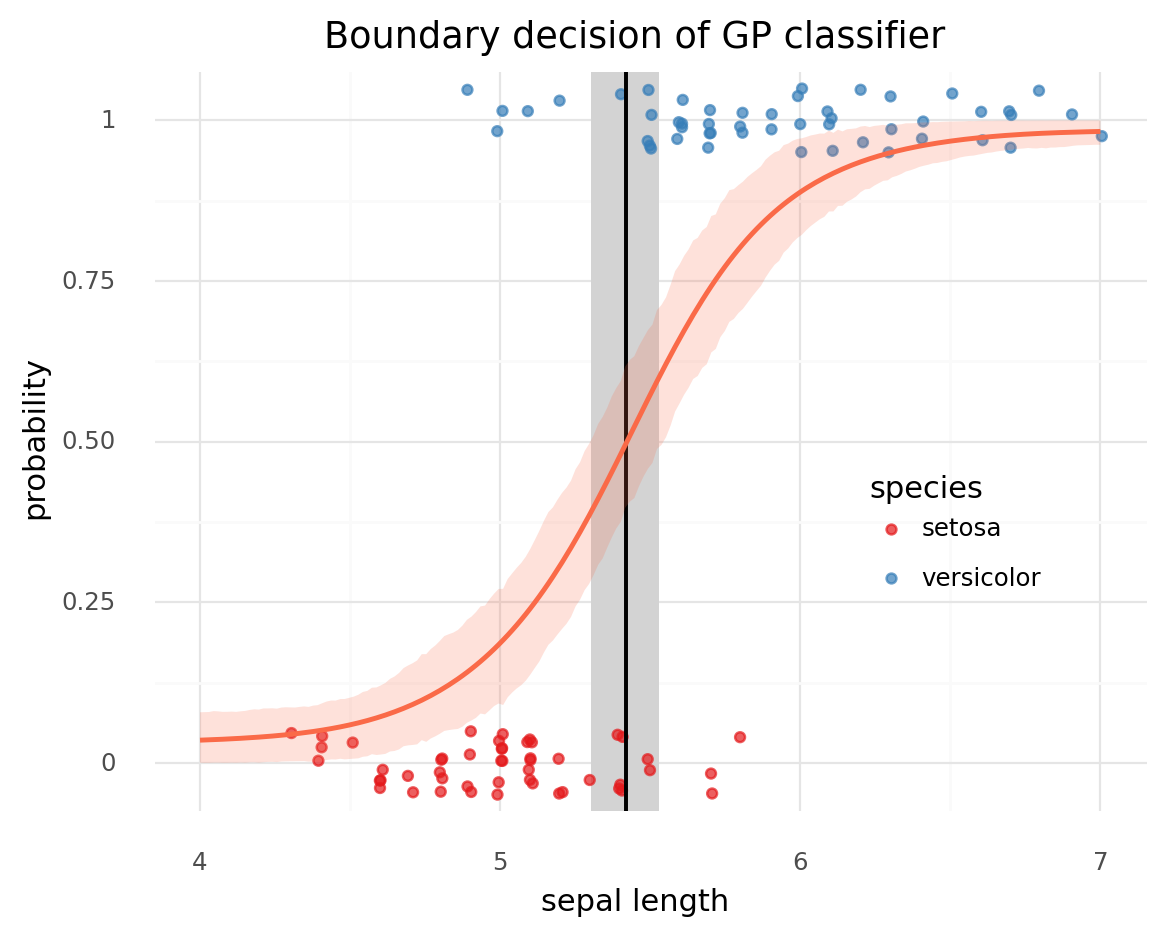 Boundary decision of GP classifier
1
0.75
0.50
0.25
0
probability
species
setosa
versicolor
4 5 6 7
sepal length